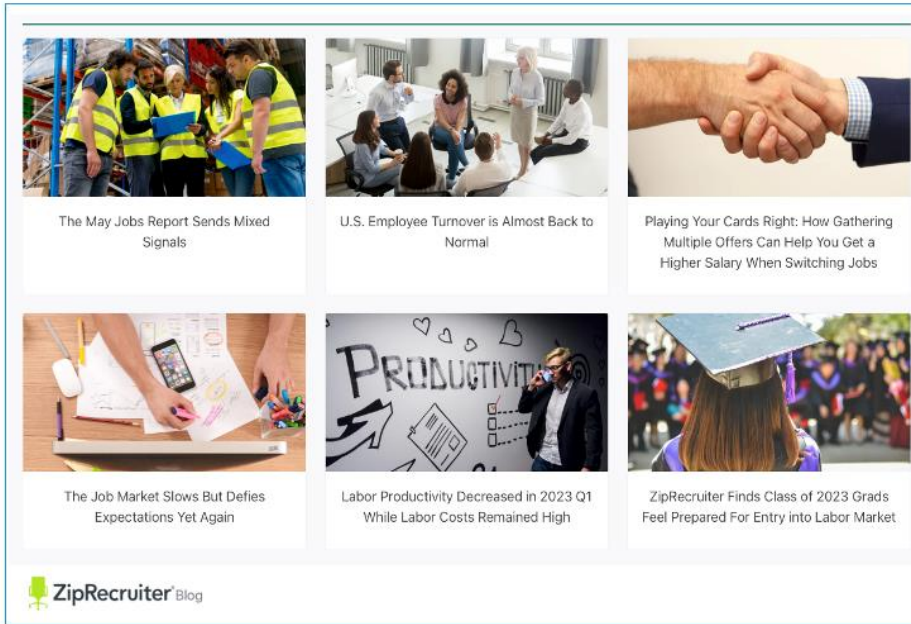 The May Jobs Report Sends Mixed
Signals
U.S. Employee Turnover is Almost Back to
Normal
Playing Your Cards Right: How Gathering
Multiple Offers Can Help You Get a
Higher Salary When Switching Jobs
PRODUCTIVITY
The Job Market Slows But Defies
Expectations Yet Again
Labor Productivity Decreased in 2023 Q1
While Labor Costs Remained High
ZipRecruiter Finds Class of 2023 Grads
Feel Prepared For Entry into Labor Market
ZipRecruiter® Blog